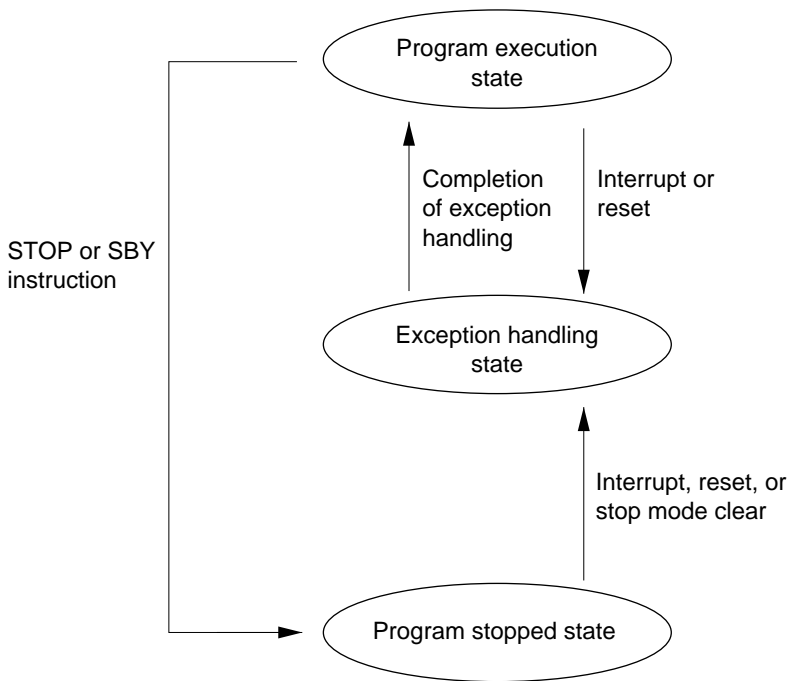 Program execution
state
Completion
of exception
handling
Interrupt or
reset
STOP or SBY
instruction
Exception handling
state
Interrupt, reset, or
stop mode clear
Program stopped state